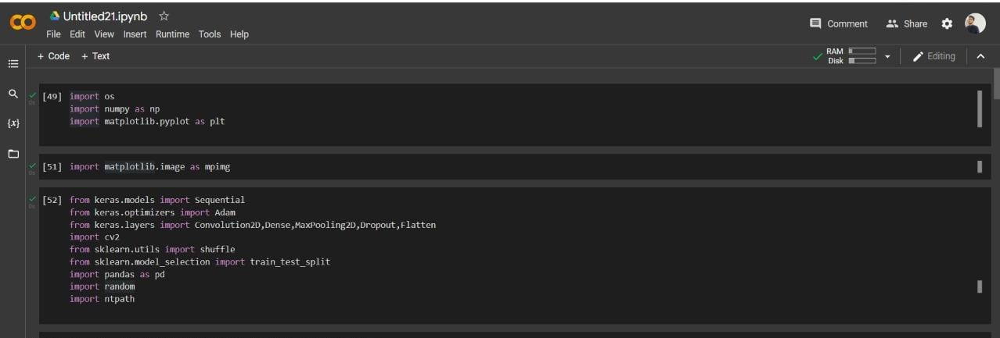 CO Untitled21.ipynb
File Edit View Insert Runtime Tools Help
Comment Share
+ Code + Text
RAM
Disk
Editing
{x}
0s
[49] import os
import numpy as np
import matplotlib.pyplot as plt
0s
[51] import matplotlib.image as mpimg
0s
[52] from keras.models import Sequential
from keras.optimizers import Adam
from keras.layers import Convolution2D,Dense,MaxPooling2D,Dropout,Flatten
import cv2
from sklearn.utils import shuffle
from sklearn.model_selection import train_test_split
import pandas as pd
import random
import ntpath